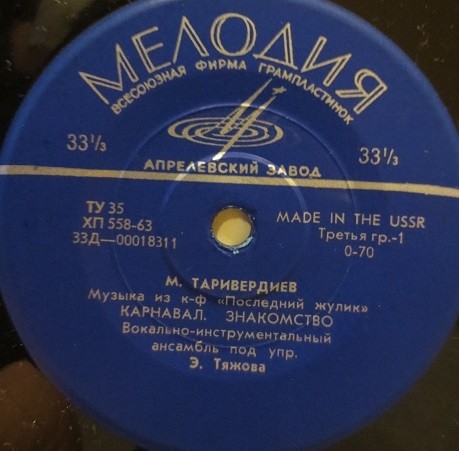 МЕЛОДИЯ
ВСЕСОЮЗНАЯ ФИРМА ГРАМПЛАСТИНОК
33⅓
33⅓
АПРЕЛЕВСКИЙ ЗАВОД
ТУ 35
ХП 558-63
33Д—00018311
MADE IN THE USSR
Третья гр.-1
0-70
М. ТАРИВЕРДИЕВ
Музыка из к-ф «Последний жулик»
КАРНАВАЛ. ЗНАКОМСТВО
Вокально-инструментальный
ансамбль под упр.
Э. Тяжова